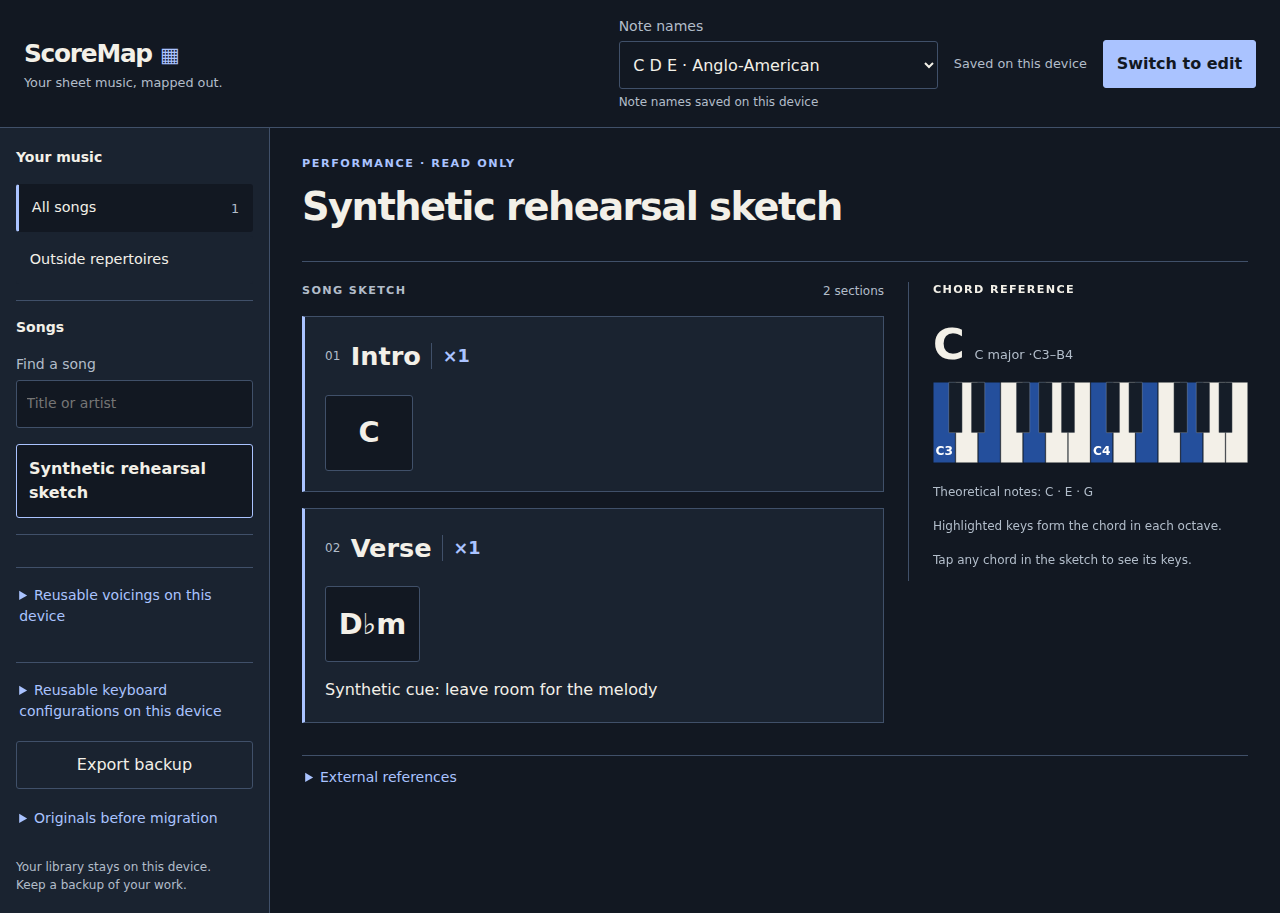 ScoreMap ▦
Your sheet music, mapped out.
Note names
C D E · Anglo-American
Note names saved on this device
Saved on this device
Switch to edit
Your music
All songs 1
Outside repertoires
Songs
Find a song
Title or artist
Synthetic rehearsal
sketch
▶ Reusable voicings on this
device
▶ Reusable keyboard
configurations on this device
Export backup
▶ Originals before migration
Your library stays on this device.
Keep a backup of your work.
PERFORMANCE · READ ONLY
Synthetic rehearsal sketch
SONG SKETCH 2 sections
01 Intro ×1
C
02 Verse ×1
D♭m
Synthetic cue: leave room for the melody
CHORD REFERENCE
C C major ·C3–B4
C3 C4
Theoretical notes: C · E · G
Highlighted keys form the chord in each octave.
Tap any chord in the sketch to see its keys.
▶ External references